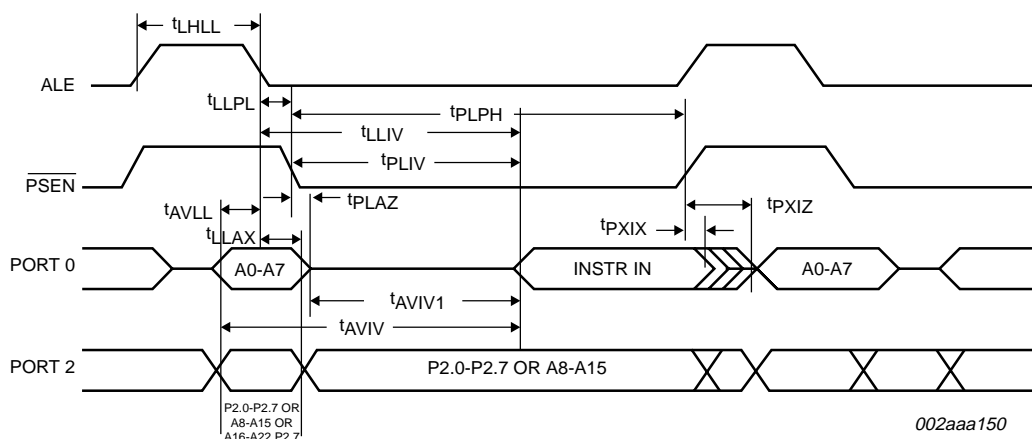 tLHLL
ALE
tLLPL
tPLPH
tLLIV
tPLIV
PSEN
tPLAZ
tAVLL
tPXIZ
tLLAX
tPXIX
PORT 0
A0-A7
INSTR IN
A0-A7
tAVIV1
tAVIV
PORT 2
P2.0-P2.7 OR A8-A15
P2.0-P2.7 OR
A8-A15 OR
A16-A22 P2.7
002aaa150